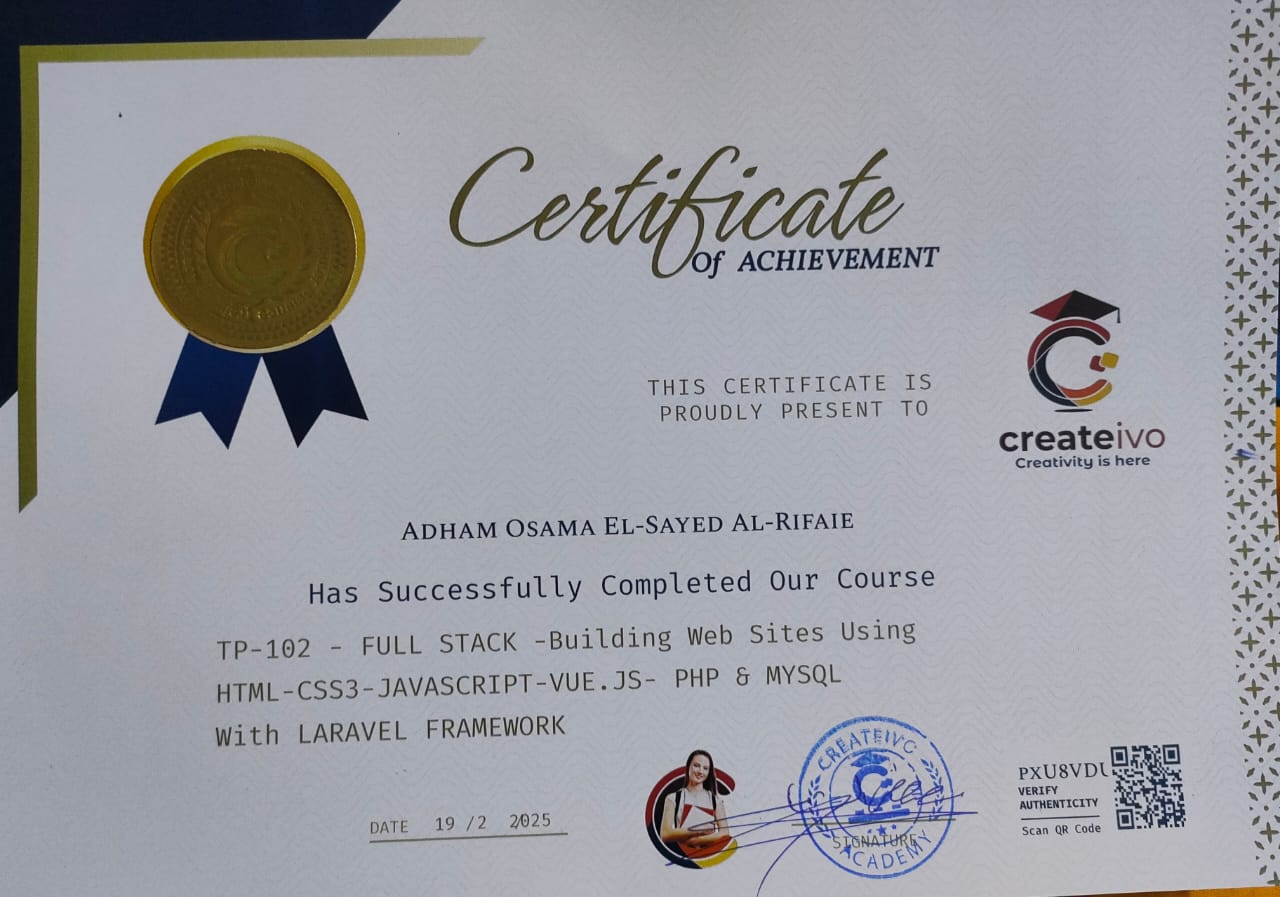 Certificate
Of ACHIEVEMENT
THIS CERTIFICATE IS
PROUDLY PRESENT TO
createivo
Creativity is here
ADHAM OSAMA EL-SAYED AL-RIFAIE
Has Successfully Completed Our Course
TP-102 - FULL STACK -Building Web Sites Using
HTML-CSS3-JAVASCRIPT-VUE.JS- PHP & MYSQL
With LARAVEL FRAMEWORK
DATE 19 /2 2025
CREATEIVO
ACADEMY
SIGNATURE
PXU8VDU
VERIFY
AUTHENTICITY
Scan QR Code